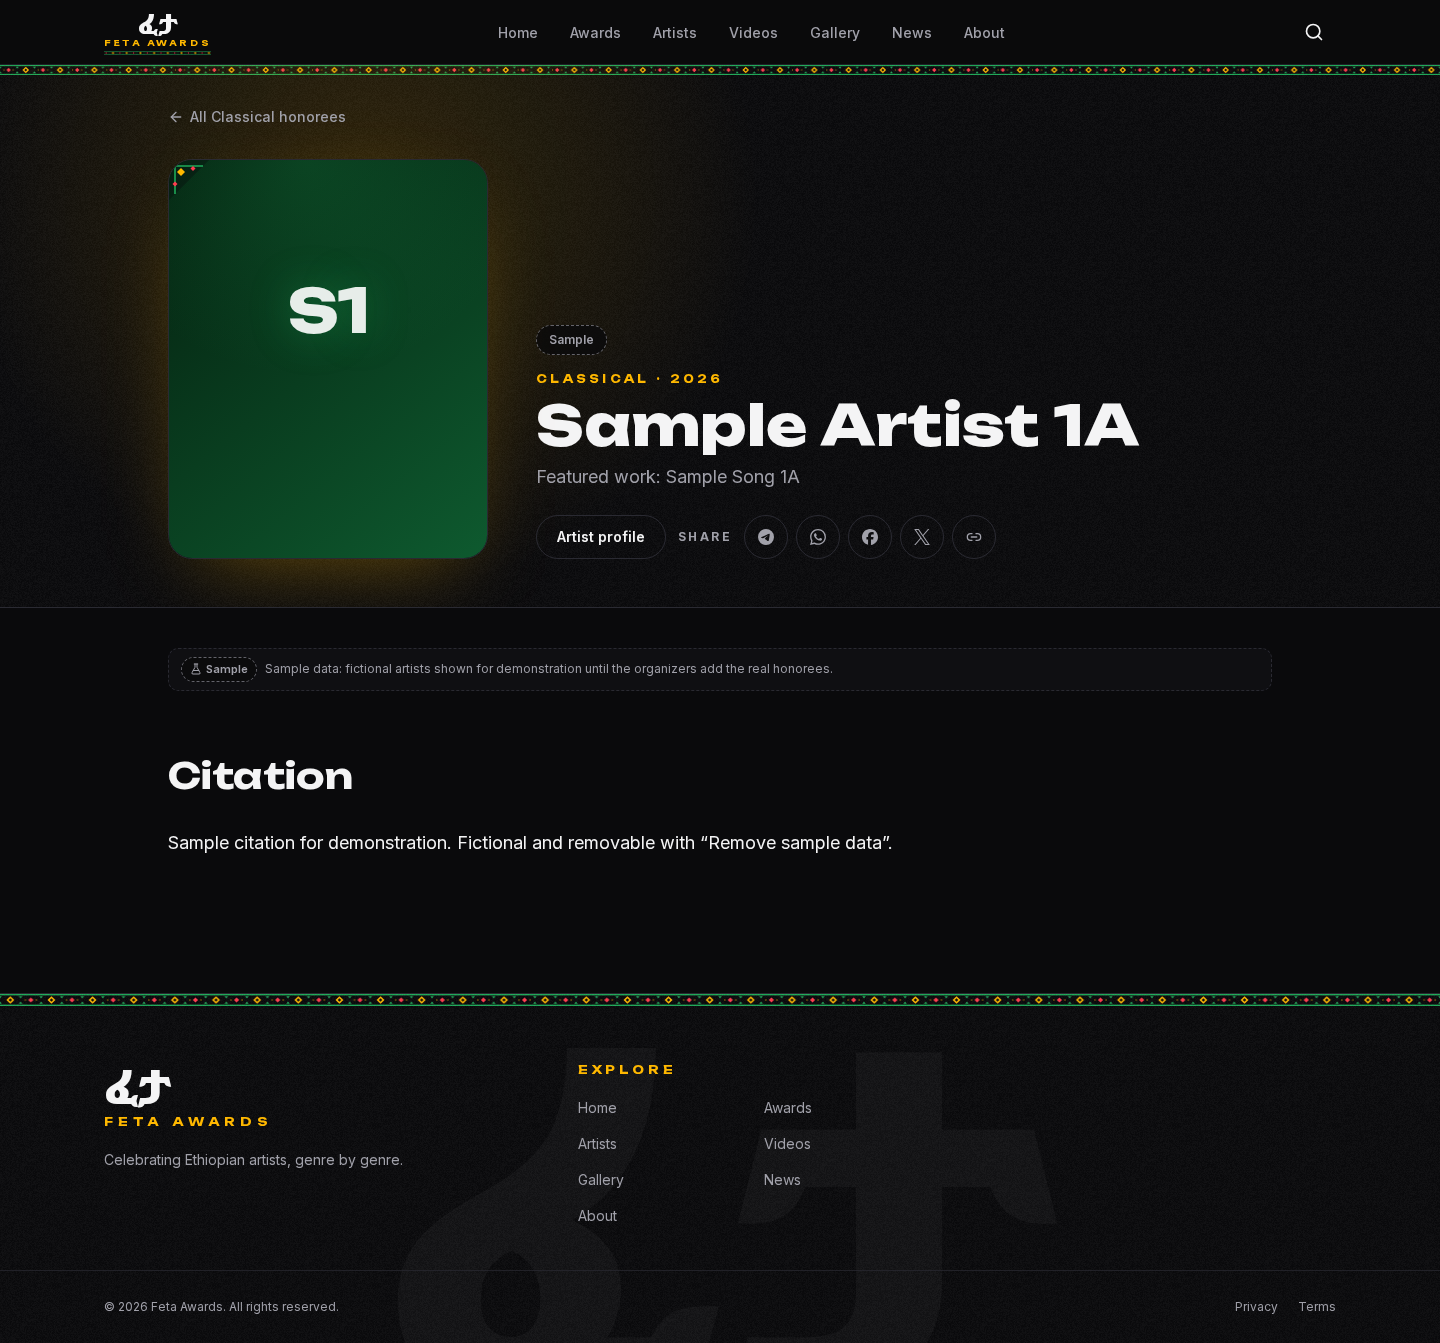 ፈታ
FETA AWARDS
Home Awards Artists Videos Gallery News About
All Classical honorees
S1
Sample
CLASSICAL · 2026
Sample Artist 1A
Featured work: Sample Song 1A
Artist profile SHARE
Sample Sample data: fictional artists shown for demonstration until the organizers add the real honorees.
Citation
Sample citation for demonstration. Fictional and removable with “Remove sample data”.
ፈታ
FETA AWARDS
Celebrating Ethiopian artists, genre by genre.
EXPLORE
Home Awards
Artists Videos
Gallery News
About
ፈታ
© 2026 Feta Awards. All rights reserved. Privacy Terms